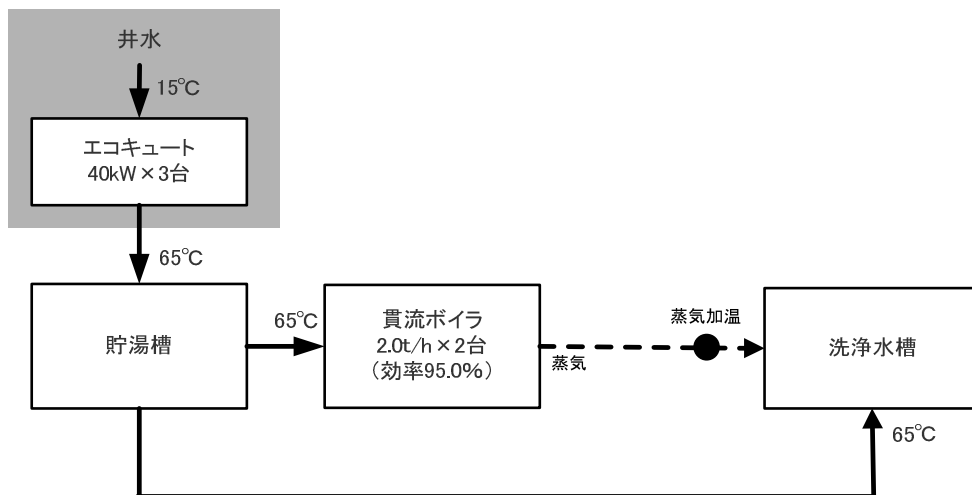 井水
15℃
エコキュート
40kW×3台
65℃
貯湯槽
65℃
貫流ボイラ
2.0t/h×2台
（効率95.0%）
蒸気
蒸気加温
洗浄水槽
65℃